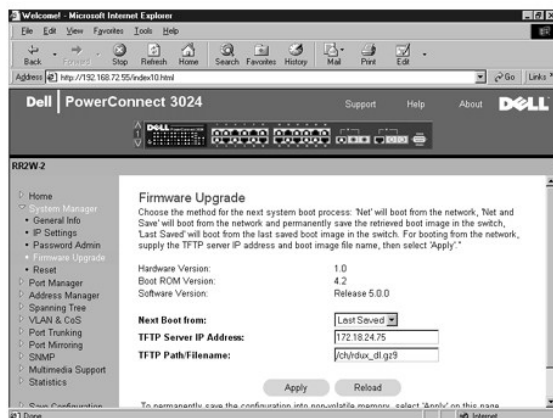 Welcome! - Microsoft Internet Explorer
File Edit View Favorites Tools Help
Back Forward Stop Refresh Home Search Favorites History Mail Print Edit
Address http://192.168.72.55/index10.html Go Links »
Dell PowerConnect 3024 Support Help About DELL
DELL
RR2W-2
Home
System Manager
General Info
IP Settings
Password Admin
Firmware Upgrade
Reset
Port Manager
Address Manager
Spanning Tree
VLAN & CoS
Port Trunking
Port Mirroring
SNMP
Multimedia Support
Statistics
Save Configuration
Firmware Upgrade
Choose the method for the next system boot process: 'Net' will boot from the network, 'Net and
Save' will boot from the network and permanently save the retrieved boot image in the switch,
'Last Saved' will boot from the last saved boot image in the switch. For booting from the network,
supply the TFTP server IP address and boot image file name, then select 'Apply'."
Hardware Version: 1.0
Boot ROM Version: 4.2
Software Version: Release 5.0.0
Next Boot from: Last Saved
TFTP Server IP Address: 172.18.24.75
TFTP Path/Filename: /ch/rdux_dl.gz9
Apply Reload
To permanently save the configuration into non-volatile memory, select 'Apply' on this page
Done Internet